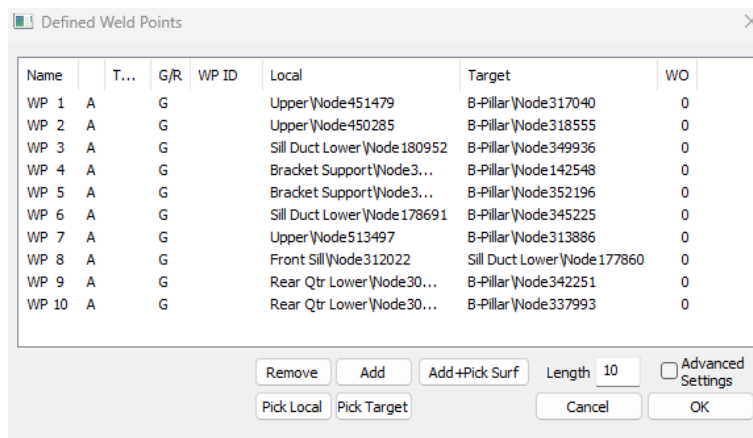 Defined Weld Points
Name T... G/R WP ID Local Target WO
WP 1 A G Upper\Node451479 B-Pillar\Node317040 0
WP 2 A G Upper\Node450285 B-Pillar\Node318555 0
WP 3 A G Sill Duct Lower\Node180952 B-Pillar\Node349936 0
WP 4 A G Bracket Support\Node3... B-Pillar\Node142548 0
WP 5 A G Bracket Support\Node3... B-Pillar\Node352196 0
WP 6 A G Sill Duct Lower\Node178691 B-Pillar\Node345225 0
WP 7 A G Upper\Node513497 B-Pillar\Node313886 0
WP 8 A G Front Sill\Node312022 Sill Duct Lower\Node177860 0
WP 9 A G Rear Qtr Lower\Node30... B-Pillar\Node342251 0
WP 10 A G Rear Qtr Lower\Node30... B-Pillar\Node337993 0
Remove Add Add+Pick Surf Length 10 Advanced
Settings
Pick Local Pick Target Cancel OK